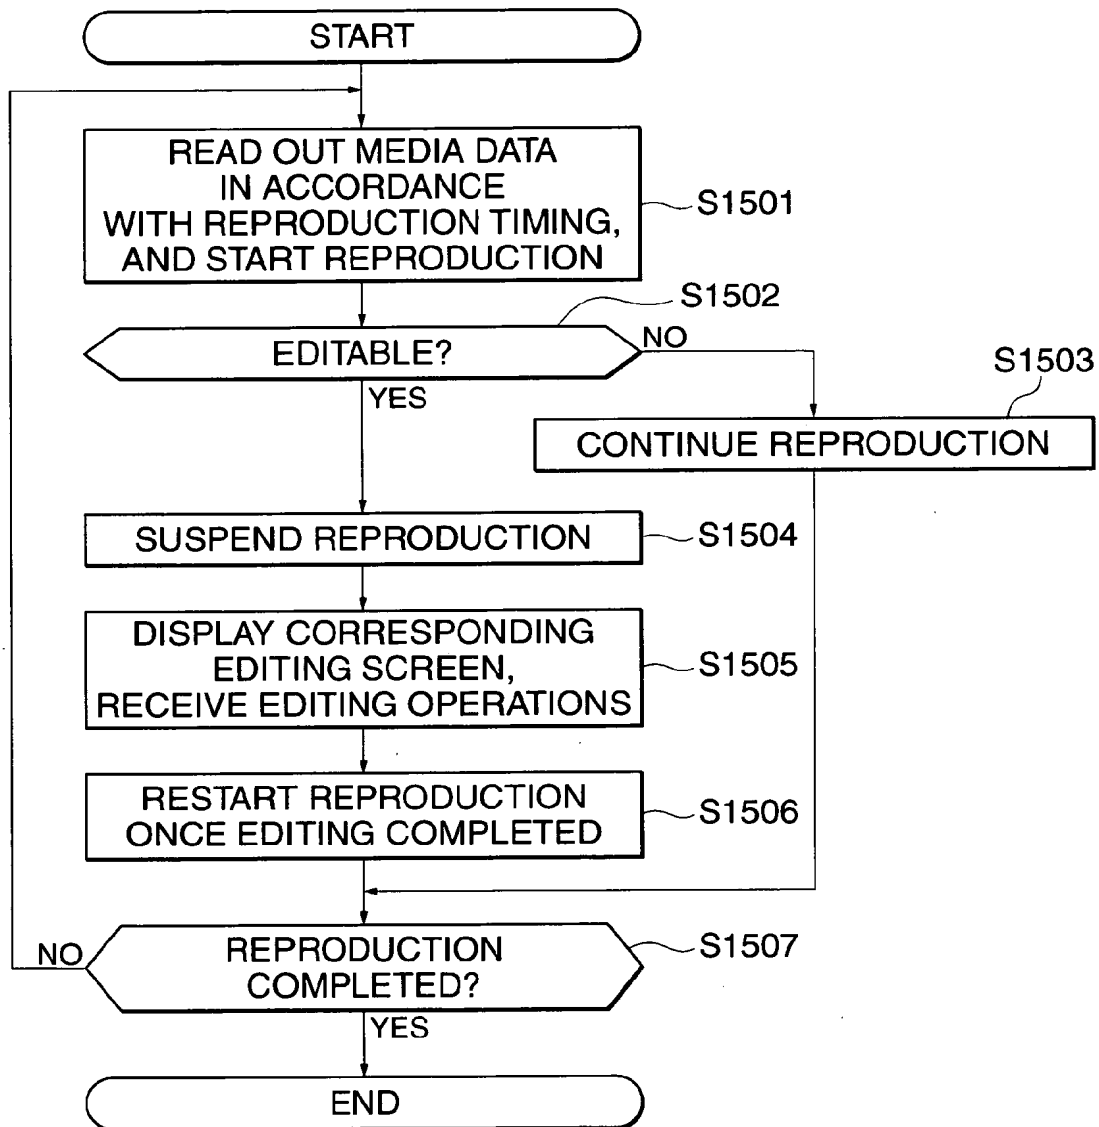 START
READ OUT MEDIA DATA
IN ACCORDANCE
WITH REPRODUCTION TIMING,
AND START REPRODUCTION
S1501
S1502
EDITABLE?
NO
YES
S1503
CONTINUE REPRODUCTION
SUSPEND REPRODUCTION
S1504
DISPLAY CORRESPONDING
EDITING SCREEN,
RECEIVE EDITING OPERATIONS
S1505
RESTART REPRODUCTION
ONCE EDITING COMPLETED
S1506
NO
REPRODUCTION
COMPLETED?
S1507
YES
END